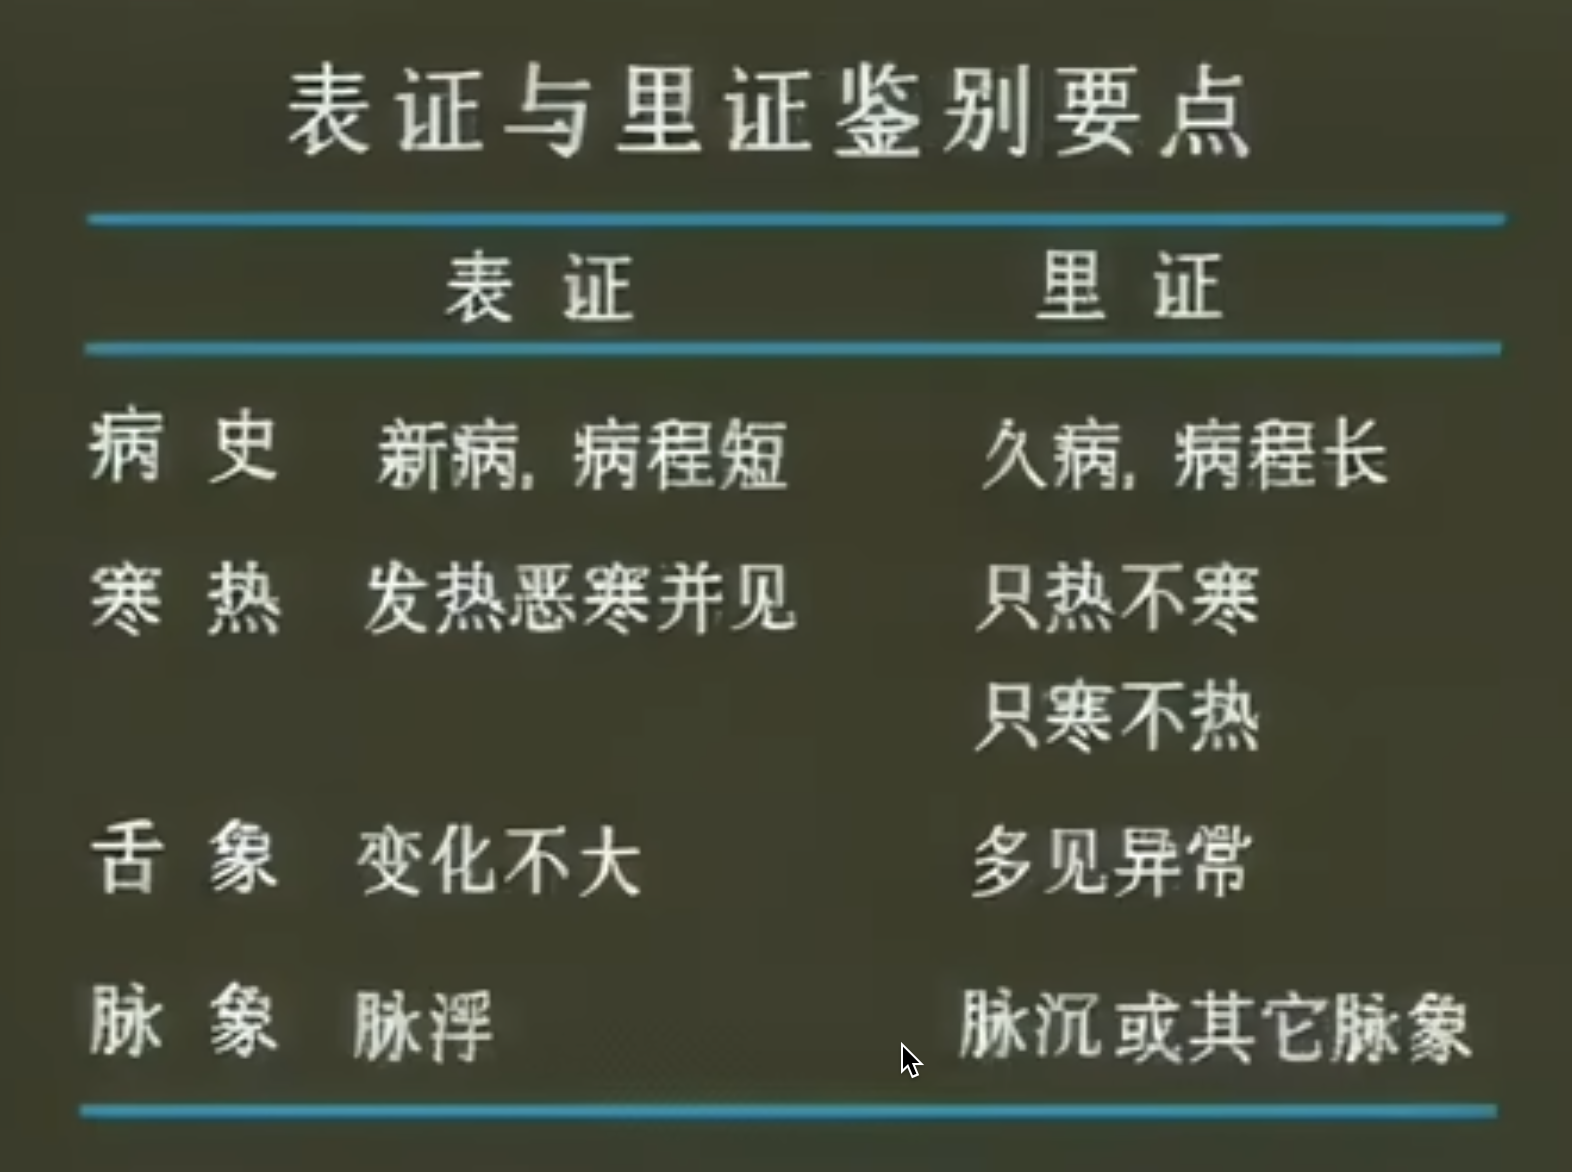 表证与里证鉴别要点
表证 里证
病史 新病,病程短 久病,病程长
寒热 发热恶寒并见 只热不寒
只寒不热
舌象 变化不大 多见异常
脉象 脉浮 脉沉或其它脉象